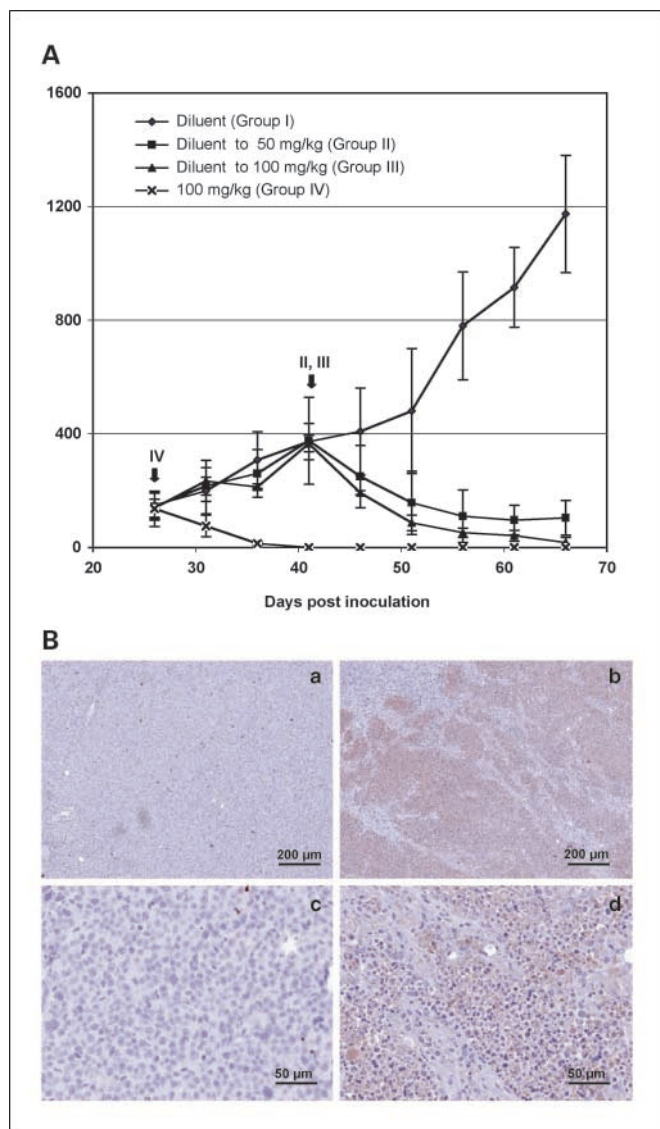 A
1600
Diluent (Group I)
Diluent to 50 mg/kg (Group II)
Diluent to 100 mg/kg (Group III)
100 mg/kg (Group IV)
1200
800
II, III
400
IV
0
20 30 40 50 60 70
Days post inoculation
B
a
200 µm
b
200 µm
c
50 µm
d
50 µm